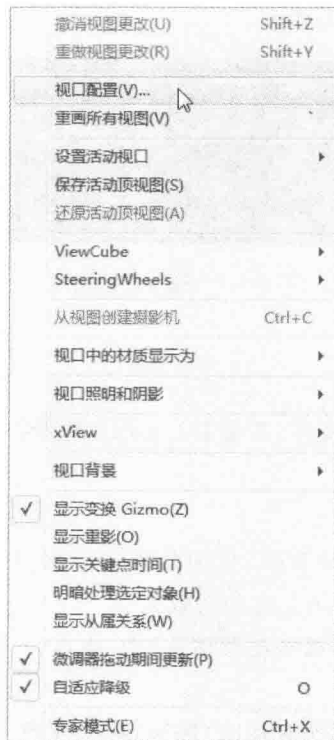 撤消视图更改(U) Shift+Z
重做视图更改(R) Shift+Y
视口配置(V)...
重画所有视图(V) `
设置活动视口
保存活动顶视图(S)
还原活动顶视图(A)
ViewCube
SteeringWheels
从视图创建摄影机 Ctrl+C
视口中的材质显示为
视口照明和阴影
xView
视口背景
✓ 显示变换 Gizmo(Z)
显示重影(O)
显示关键点时间(T)
明暗处理选定对象(H)
显示从属关系(W)
✓ 微调器拖动期间更新(P)
✓ 自适应降级 O
专家模式(E) Ctrl+X